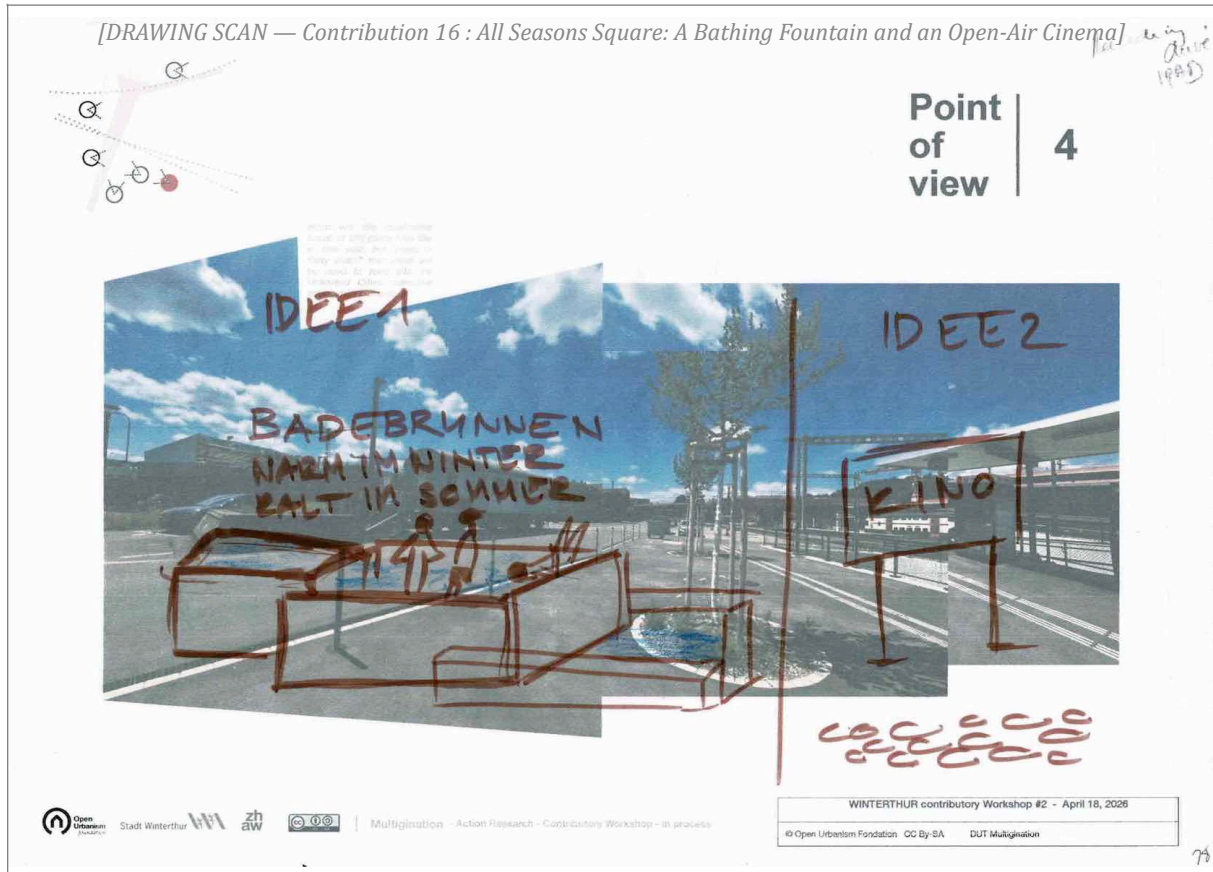 [DRAWING SCAN — Contribution 16 : All Seasons Square: A Bathing Fountain and an Open-Air Cinema]
Point
of
view
4
IDEE1
IDEE2
BADEBRUNNEN
WARM IM WINTER
KALT IM SOMMER
KINO
Open
Urbanism
foundation
Stadt Winterthur
zh
aw
Multigination - Action Research - Contributory Workshop - in process
WINTERTHUR contributory Workshop #2 - April 18, 2026
© Open Urbanism Fondation CC By-SA DUT Multigination